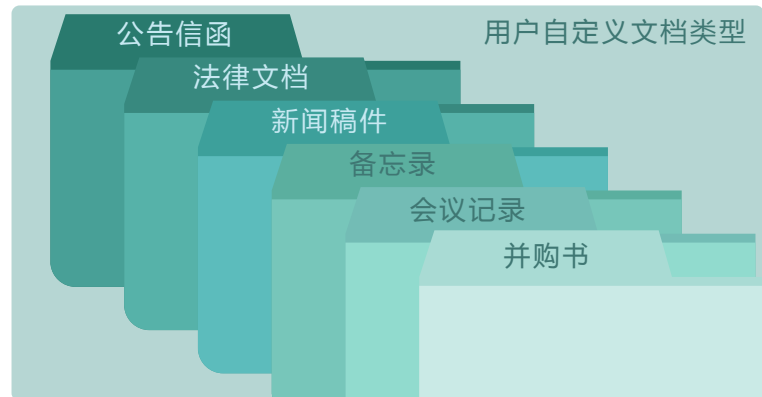 用户自定义文档类型
公告信函
法律文档
新闻稿件
备忘录
会议记录
并购书